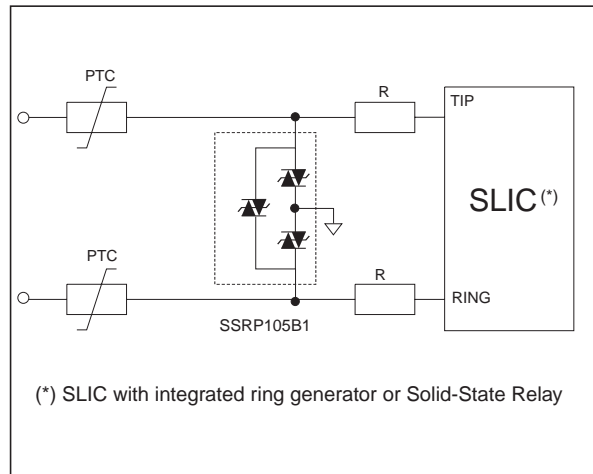 PTC
R
TIP
SLIC(*)
PTC
R
RING
SSRP105B1
(*) SLIC with integrated ring generator or Solid-State Relay